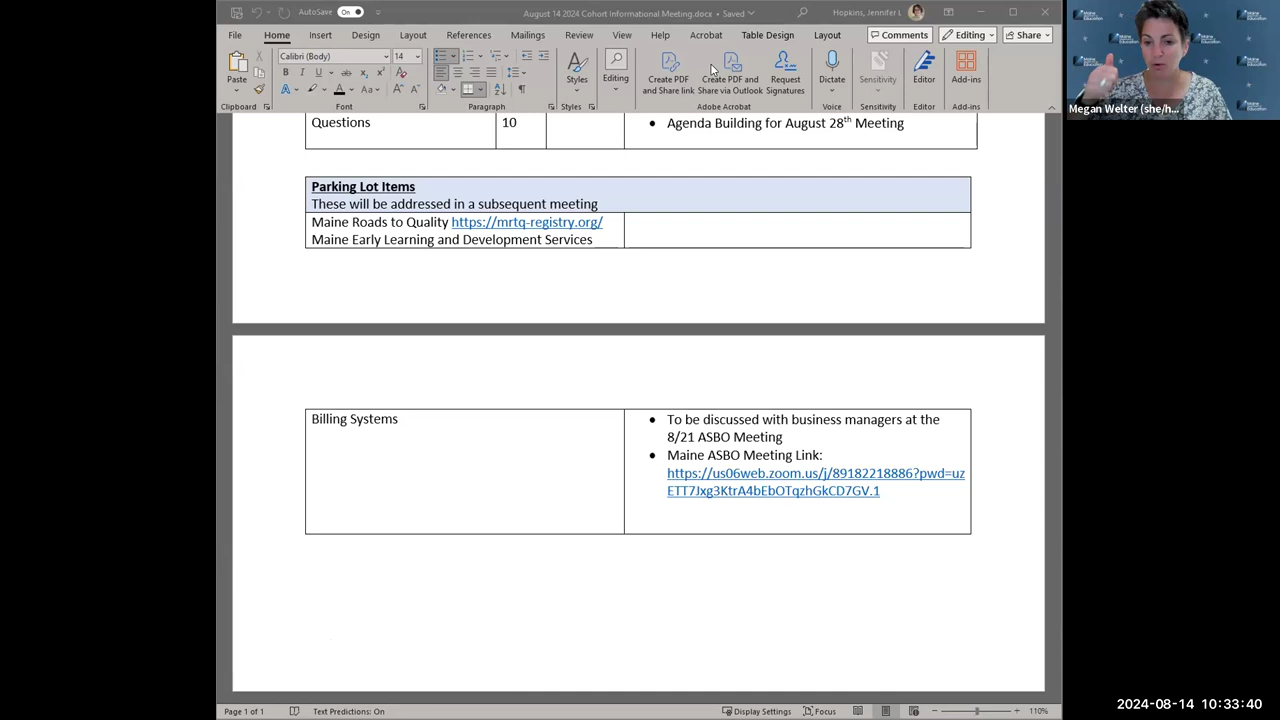 AutoSave On
August 14 2024 Cohort Informational Meeting.docx - Saved
Hopkins, Jennifer L
File Home Insert Draw Design Layout References Mailings Review View Help Acrobat Table Design Layout
Comments Editing Share
Calibri (Body) 14
Paste
Styles
Editing
Create PDF and Share link
Create PDF and Share via Outlook
Request Signatures
Dictate
Sensitivity
Editor
Add-ins
Clipboard Font Paragraph Styles Adobe Acrobat Voice Sensitivity Editor Add-ins
Megan Welter (she/h...
Questions 10 • Agenda Building for August 28th Meeting
Parking Lot Items
These will be addressed in a subsequent meeting
Maine Roads to Quality https://mrtq-registry.org/
Maine Early Learning and Development Services
Billing Systems
• To be discussed with business managers at the
8/21 ASBO Meeting
• Maine ASBO Meeting Link:
https://us06web.zoom.us/j/89182218886?pwd=uz
ETT7Jxg3KtrA4bEbOTqzhGkCD7GV.1
Page 1 of 1 Text Predictions: On
Display Settings Focus 110%
2024-08-14 10:33:40